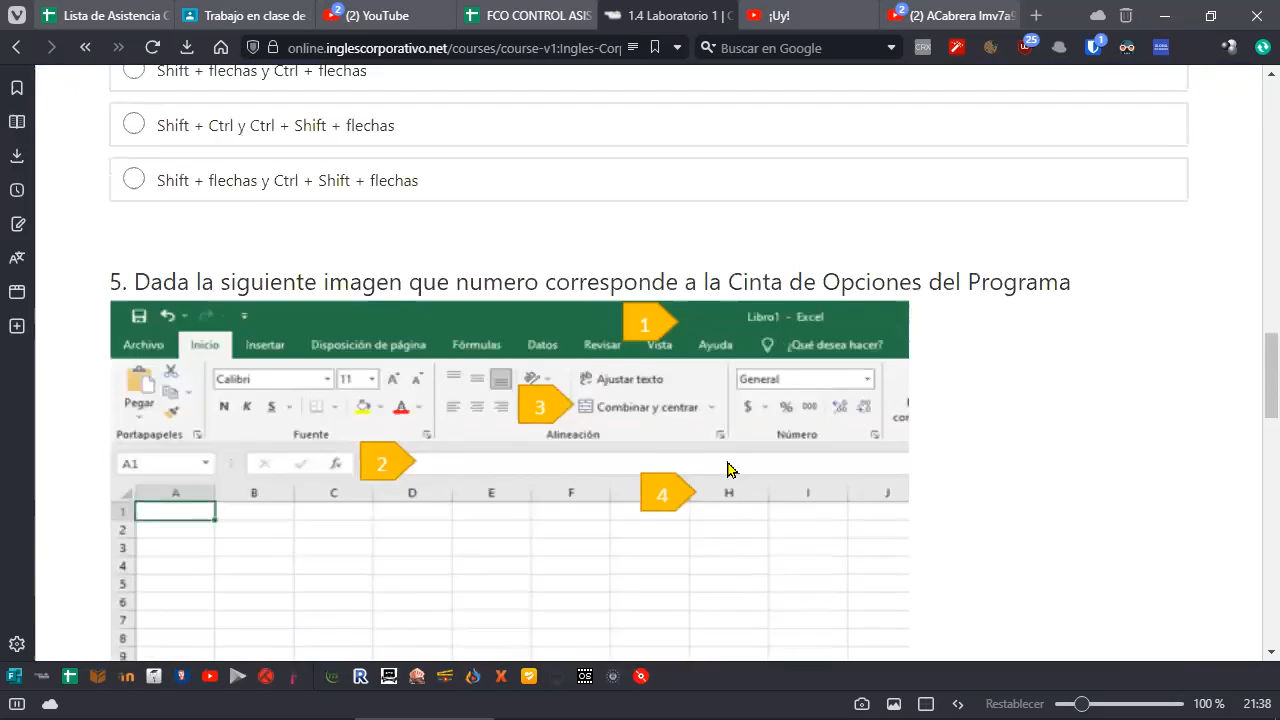 Lista de Asistencia C
Trabajo en clase de
(2) YouTube
FCO CONTROL ASIS
1.4 Laboratorio 1 | C
¡Uy!
(2) ACabrera Imv7a9
online.inglescorporativo.net/courses/course-v1:Ingles-Corp
Buscar en Google
CRX
25
1
Shift + flechas y Ctrl + flechas
Shift + Ctrl y Ctrl + Shift + flechas
Shift + flechas y Ctrl + Shift + flechas
5. Dada la siguiente imagen que numero corresponde a la Cinta de Opciones del Programa
1
Libro1 - Excel
Archivo Inicio Insertar Disposición de página Fórmulas Datos Revisar Vista Ayuda ¿Qué desea hacer?
Pegar
Calibri 11
Ajustar texto
General
N K S
3
Combinar y centrar
$ % 000
Portapapeles Fuente Alineación Número
A1
fx
2
4
A B C D E F H I J
1
2
3
4
5
6
7
8
9
Restablecer 100 % 21:38